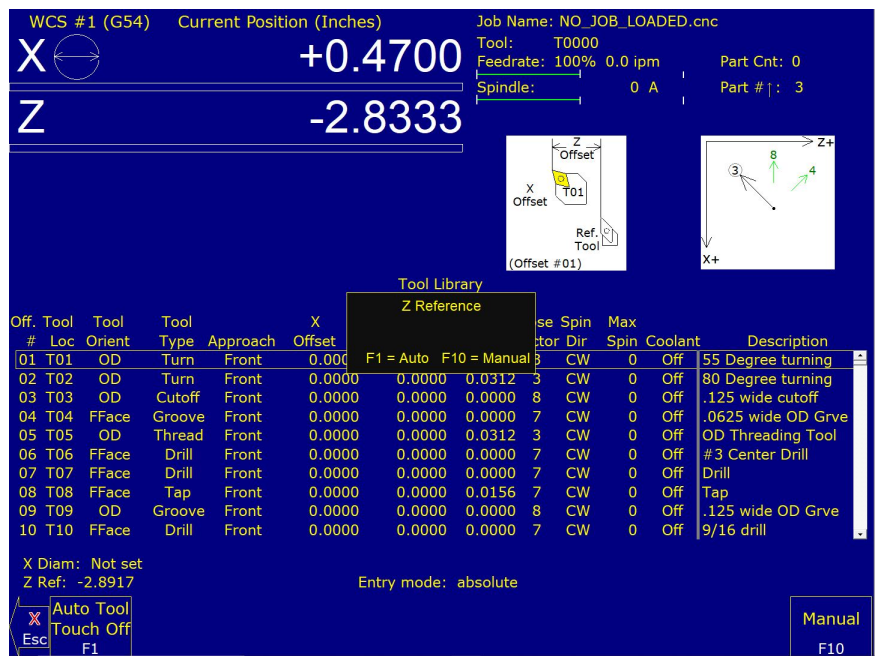 WCS #1 (G54) Current Position (Inches)
X +0.4700
Z -2.8333
Job Name: NO_JOB_LOADED.cnc
Tool: T0000
Feedrate: 100% 0.0 ipm Part Cnt: 0
Spindle: 0 A Part #↑: 3
Z
Offset
X
Offset
T01
Ref.
Tool
(Offset #01)
Z+
8
3
4
X+
Tool Library
Z Reference
F1 = Auto F10 = Manual
Off. Tool Tool Tool X ose Spin Max
# Loc Orient Type Approach Offset ctor Dir Spin Coolant Description
01 T01 OD Turn Front 0.000 3 CW 0 Off 55 Degree turning
02 T02 OD Turn Front 0.0000 0.0000 0.0312 3 CW 0 Off 80 Degree turning
03 T03 OD Cutoff Front 0.0000 0.0000 0.0000 8 CW 0 Off .125 wide cutoff
04 T04 FFace Groove Front 0.0000 0.0000 0.0000 7 CW 0 Off .0625 wide OD Grve
05 T05 OD Thread Front 0.0000 0.0000 0.0312 3 CW 0 Off OD Threading Tool
06 T06 FFace Drill Front 0.0000 0.0000 0.0000 7 CW 0 Off #3 Center Drill
07 T07 FFace Drill Front 0.0000 0.0000 0.0000 7 CW 0 Off Drill
08 T08 FFace Tap Front 0.0000 0.0000 0.0156 7 CW 0 Off Tap
09 T09 OD Groove Front 0.0000 0.0000 0.0000 8 CW 0 Off .125 wide OD Grve
10 T10 FFace Drill Front 0.0000 0.0000 0.0000 7 CW 0 Off 9/16 drill
X Diam: Not set
Z Ref: -2.8917 Entry mode: absolute
X
Esc
Auto Tool
Touch Off
F1
Manual
F10